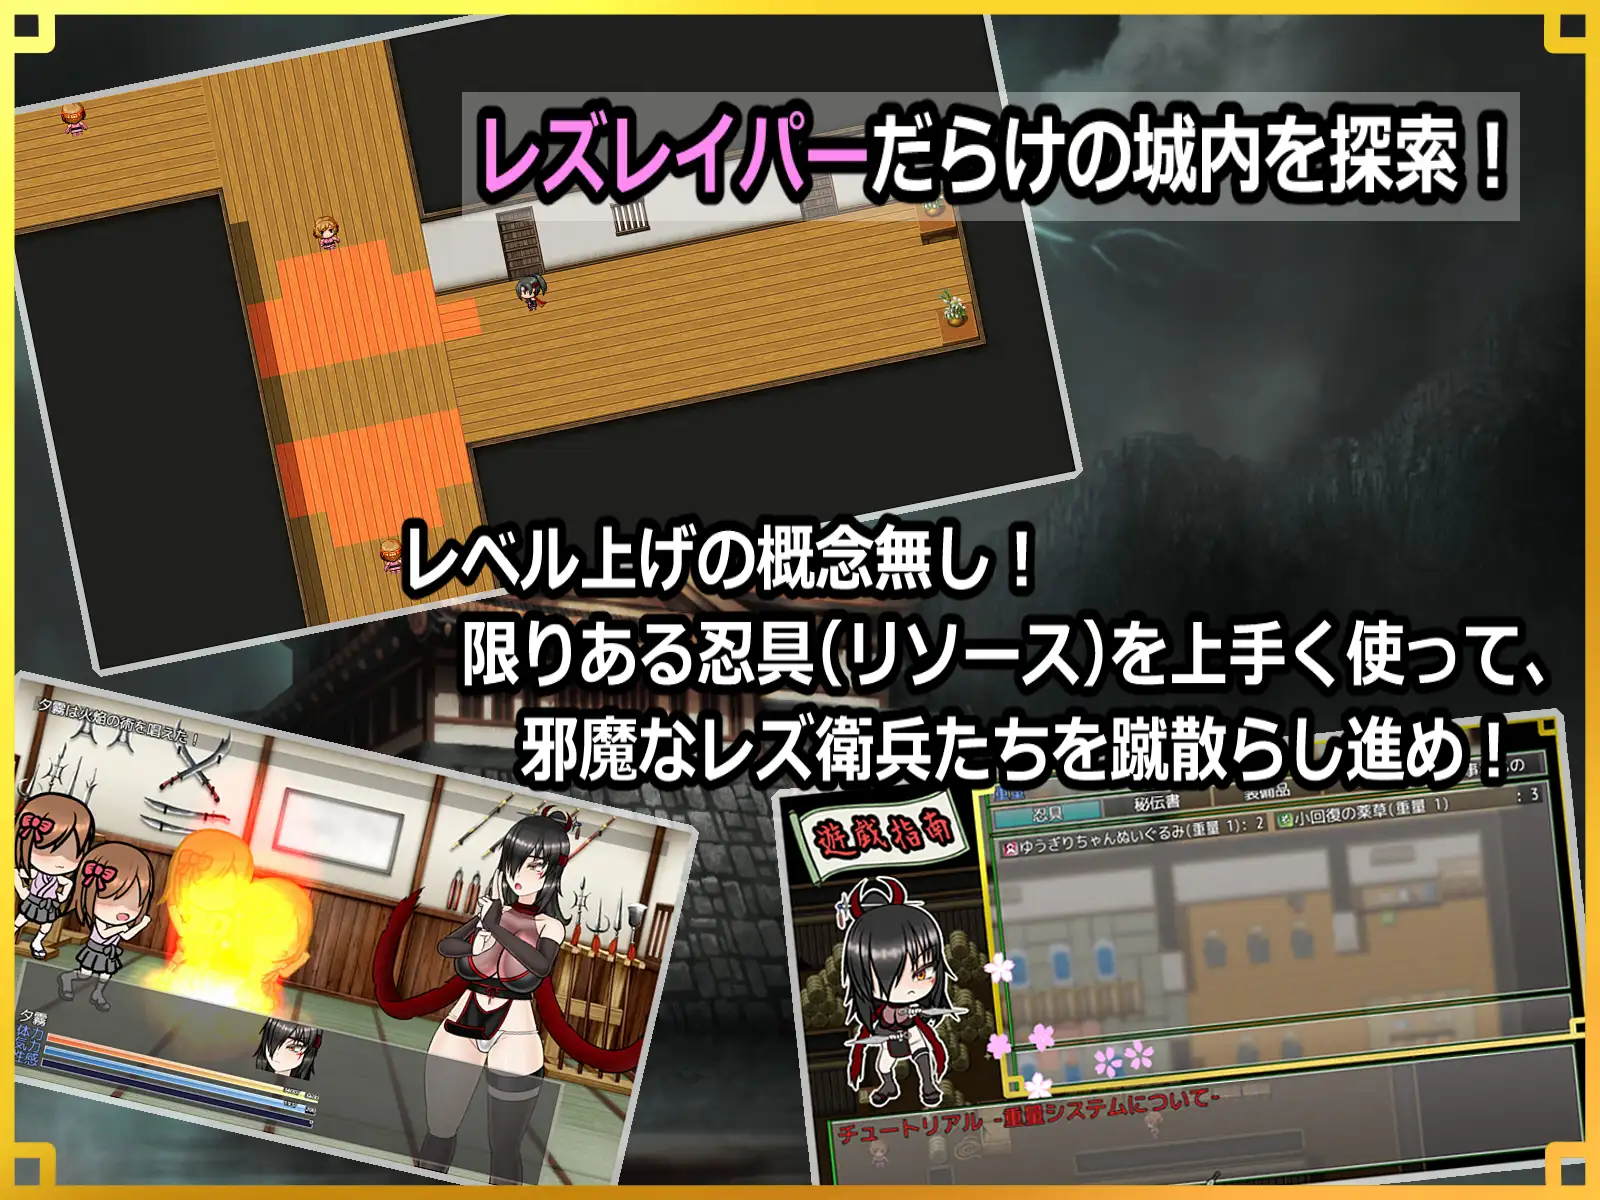 レズレイパーだらけの城内を探索！
レベル上げの概念無し！
限りある忍具(リソース)を上手く使って、
邪魔なレズ衛兵たちを蹴散らし進め！
夕霧は火焔の術を唱えた！
夕霧
体力
気力
性感
遊戯指南
重量
忍具
秘伝書
装備品
ゆうぎりちゃんぬいぐるみ(重量 1): 2
小回復の薬草(重量 1)
: 3
チュートリアル -重量システムについて-